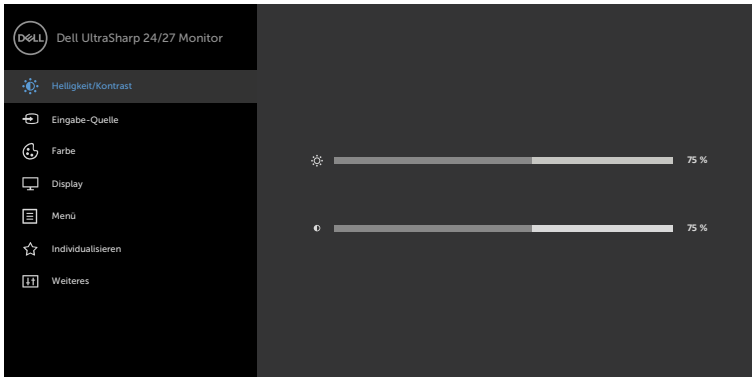 DELL
Dell UltraSharp 24/27 Monitor
Helligkeit/Kontrast
Eingabe-Quelle
Farbe
Display
Menü
Individualisieren
Weiteres
75 %
75 %